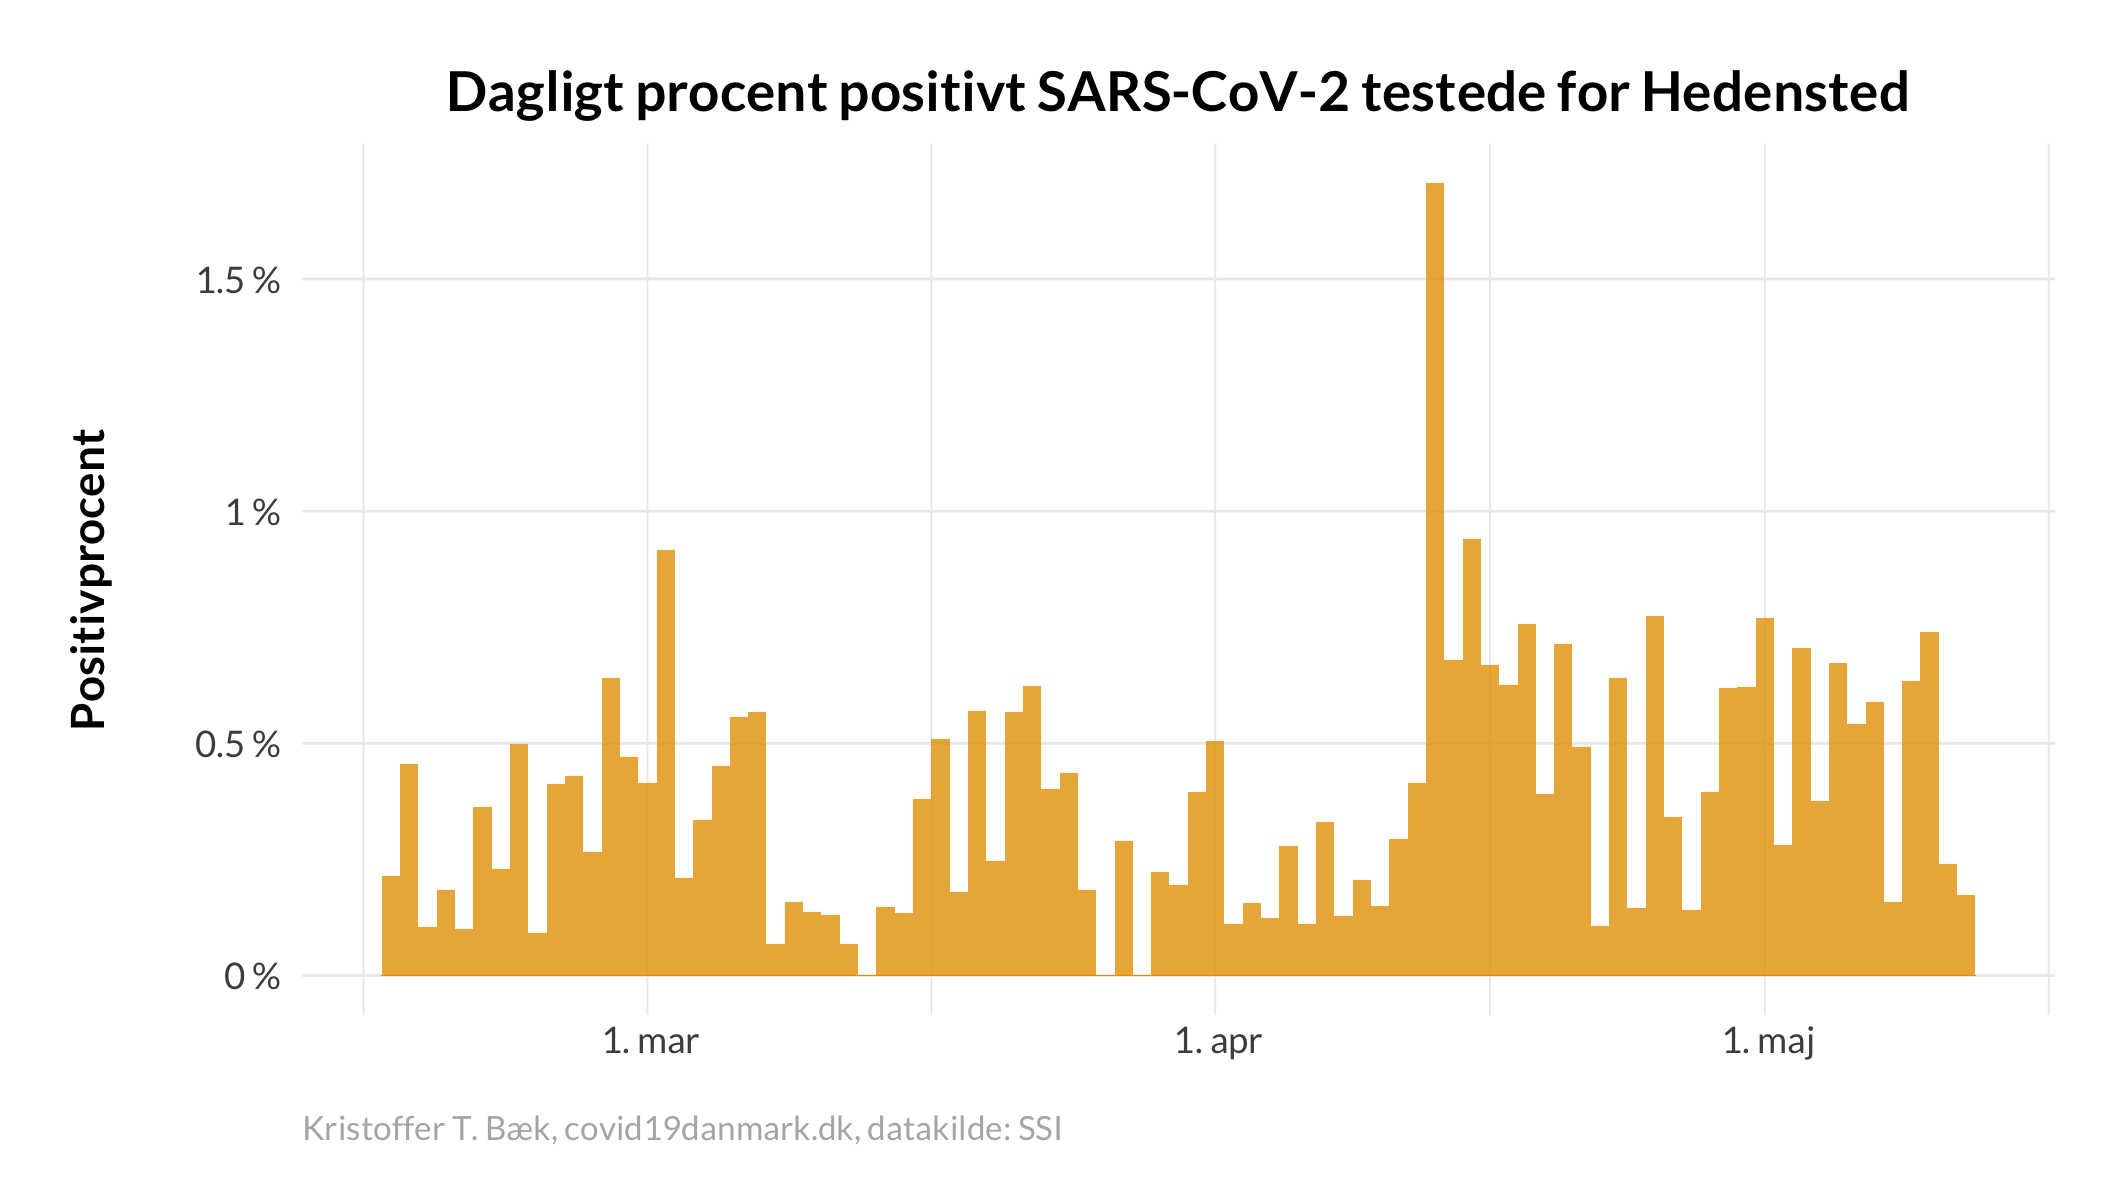 Dagligt procent positivt SARS-CoV-2 testede for Hedensted
Positivprocent
1.5 %
1 %
0.5 %
0 %
1. mar
1. apr
1. maj
Kristoffer T. Bæk, covid19danmark.dk, datakilde: SSI